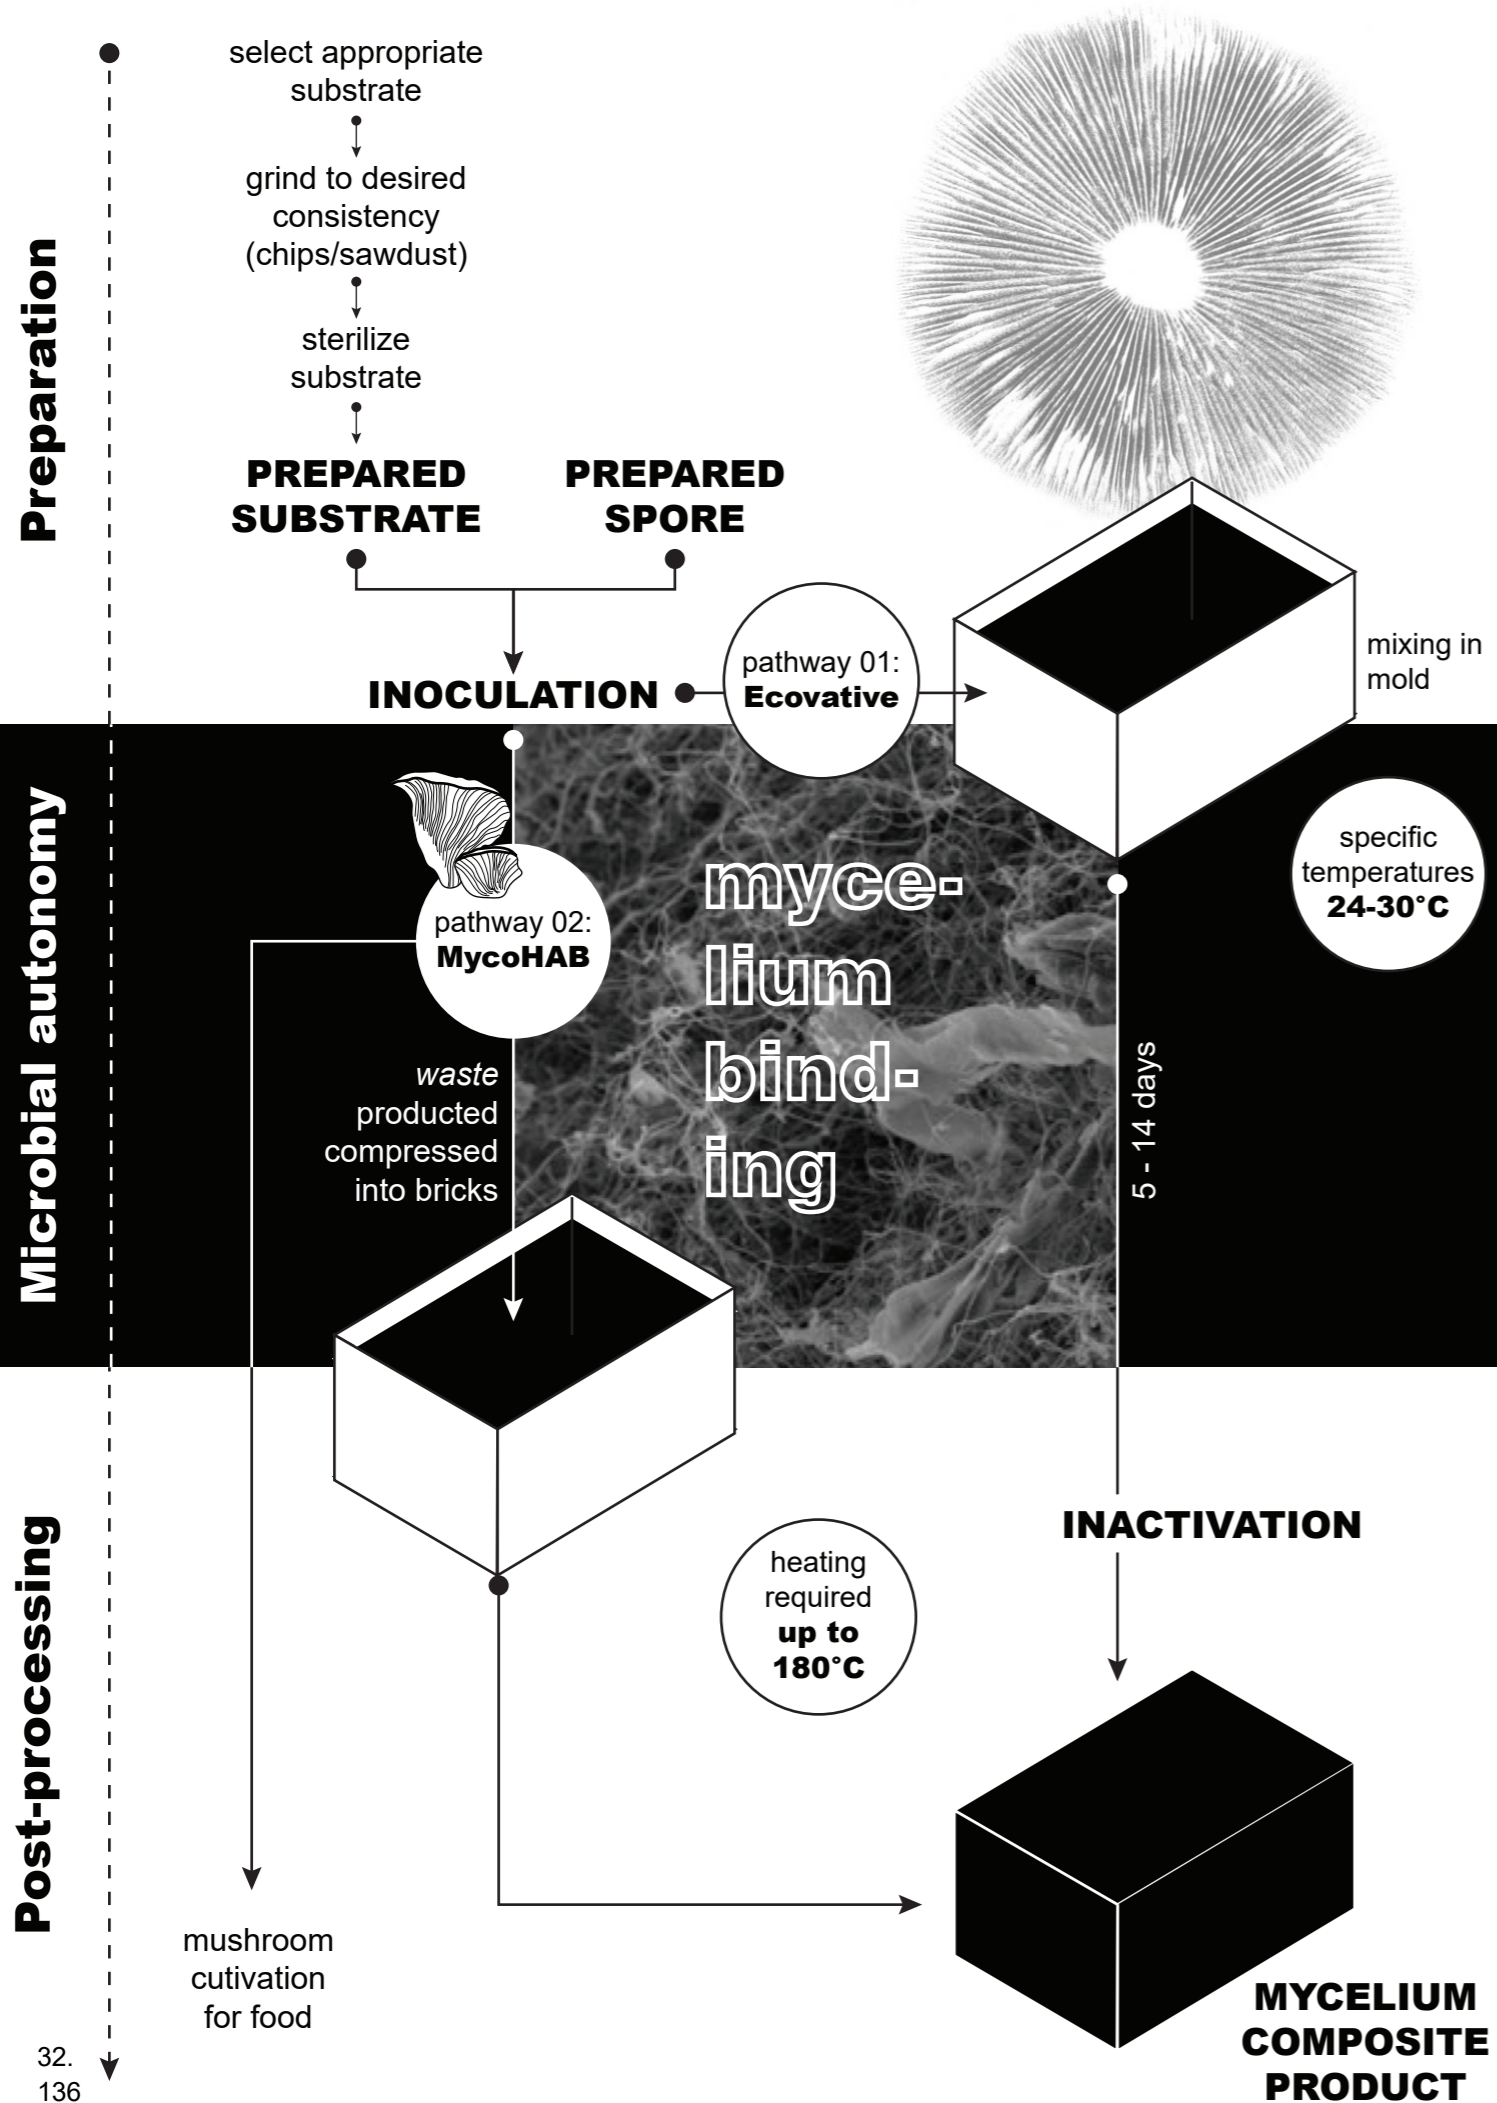 select appropriate
substrate
grind to desired
consistency
(chips/sawdust)
sterilize
substrate
PREPARED
SUBSTRATE
PREPARED
SPORE
Preparation
INOCULATION
pathway 01:
Ecovative
mixing in
mold
Microbial autonomy
pathway 02:
MycoHAB
myce-
lium
bind-
ing
specific
temperatures
24-30°C
waste
producted
compressed
into bricks
5 - 14 days
Post-processing
INACTIVATION
heating
required
up to
180°C
mushroom
cutivation
for food
MYCELIUM
COMPOSITE
PRODUCT
32.
136